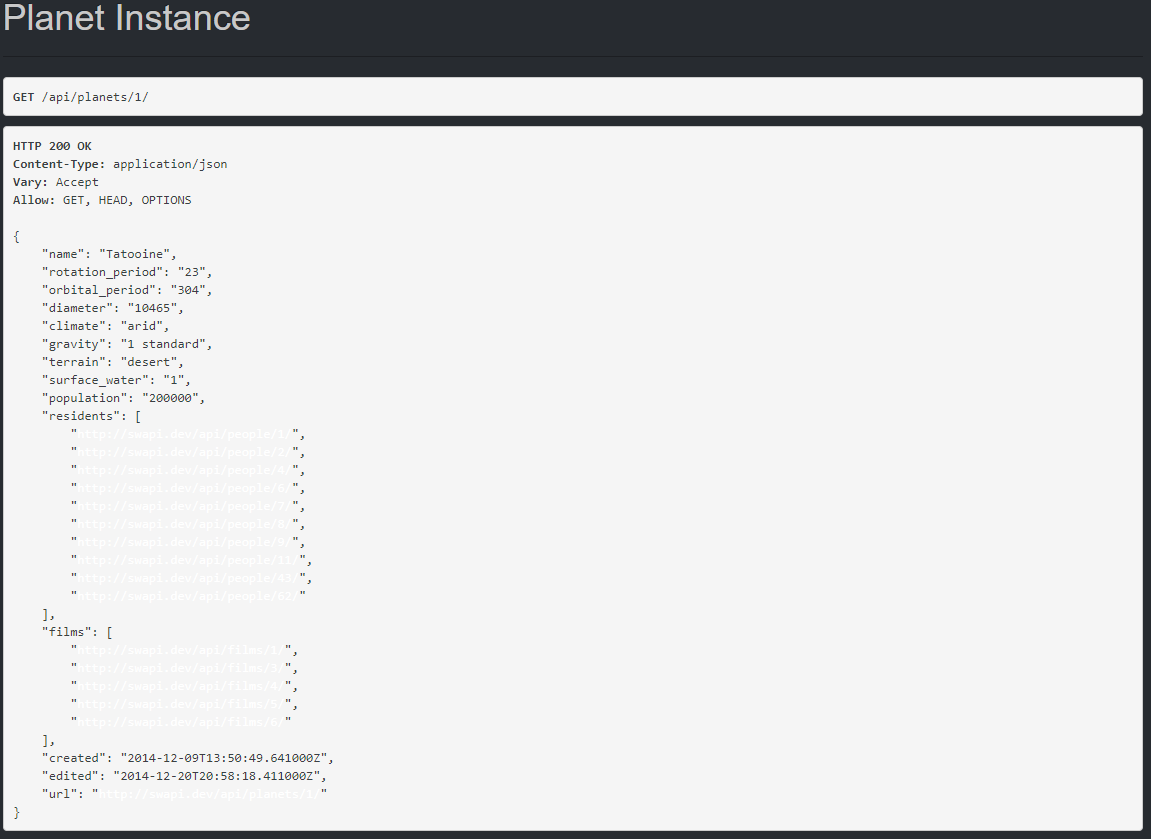 Planet Instance
GET /api/planets/1/
HTTP 200 OK
Content-Type: application/json
Vary: Accept
Allow: GET, HEAD, OPTIONS
{
    "name": "Tatooine",
    "rotation_period": "23",
    "orbital_period": "304",
    "diameter": "10465",
    "climate": "arid",
    "gravity": "1 standard",
    "terrain": "desert",
    "surface_water": "1",
    "population": "200000",
    "residents": [
        "http://swapi.dev/api/people/1/",
        "http://swapi.dev/api/people/2/",
        "http://swapi.dev/api/people/4/",
        "http://swapi.dev/api/people/6/",
        "http://swapi.dev/api/people/7/",
        "http://swapi.dev/api/people/8/",
        "http://swapi.dev/api/people/9/",
        "http://swapi.dev/api/people/11/",
        "http://swapi.dev/api/people/43/",
        "http://swapi.dev/api/people/62/"
    ],
    "films": [
        "http://swapi.dev/api/films/1/",
        "http://swapi.dev/api/films/3/",
        "http://swapi.dev/api/films/4/",
        "http://swapi.dev/api/films/5/",
        "http://swapi.dev/api/films/6/"
    ],
    "created": "2014-12-09T13:50:49.641000Z",
    "edited": "2014-12-20T20:58:18.411000Z",
    "url": "http://swapi.dev/api/planets/1/"
}